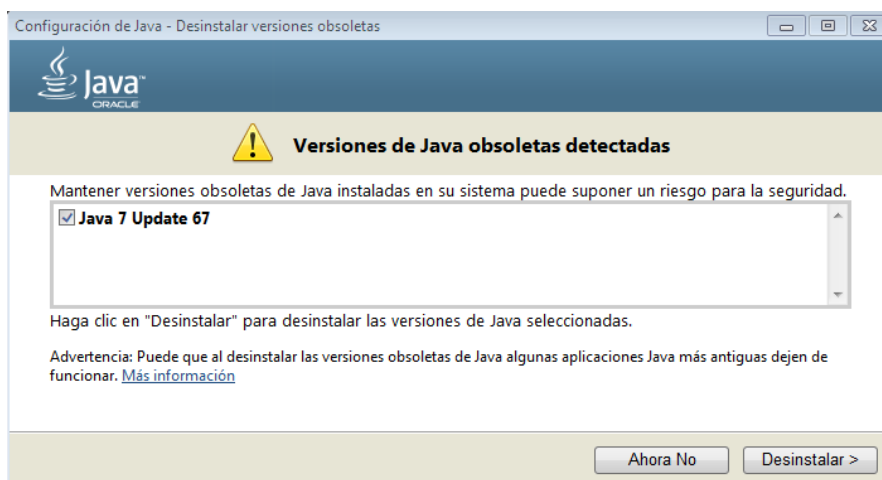 Configuración de Java - Desinstalar versiones obsoletas
Java™
ORACLE
Versiones de Java obsoletas detectadas
Mantener versiones obsoletas de Java instaladas en su sistema puede suponer un riesgo para la seguridad.
Java 7 Update 67
Haga clic en "Desinstalar" para desinstalar las versiones de Java seleccionadas.
Advertencia: Puede que al desinstalar las versiones obsoletas de Java algunas aplicaciones Java más antiguas dejen de
funcionar. Más información
Ahora No
Desinstalar >